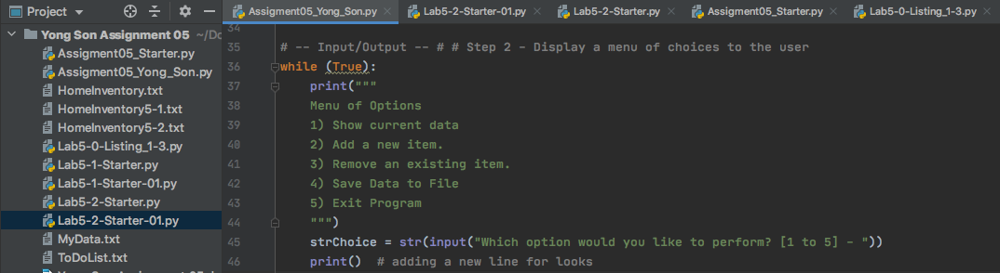 Project
Assigment05_Yong_Son.py
Lab5-2-Starter-01.py
Lab5-2-Starter.py
Assigment05_Starter.py
Lab5-0-Listing_1-3.py
Yong Son Assignment 05 ~/Do
Assigment05_Starter.py
Assigment05_Yong_Son.py
HomeInventory.txt
HomeInventory5-1.txt
HomeInventory5-2.txt
Lab5-0-Listing_1-3.py
Lab5-1-Starter.py
Lab5-1-Starter-01.py
Lab5-2-Starter.py
Lab5-2-Starter-01.py
MyData.txt
ToDoList.txt
34
35 # -- Input/Output -- # # Step 2 - Display a menu of choices to the user
36 while (True):
37 print("""
38 Menu of Options
39 1) Show current data
40 2) Add a new item.
41 3) Remove an existing item.
42 4) Save Data to File
43 5) Exit Program
44 """)
45 strChoice = str(input("Which option would you like to perform? [1 to 5] - "))
46 print() # adding a new line for looks